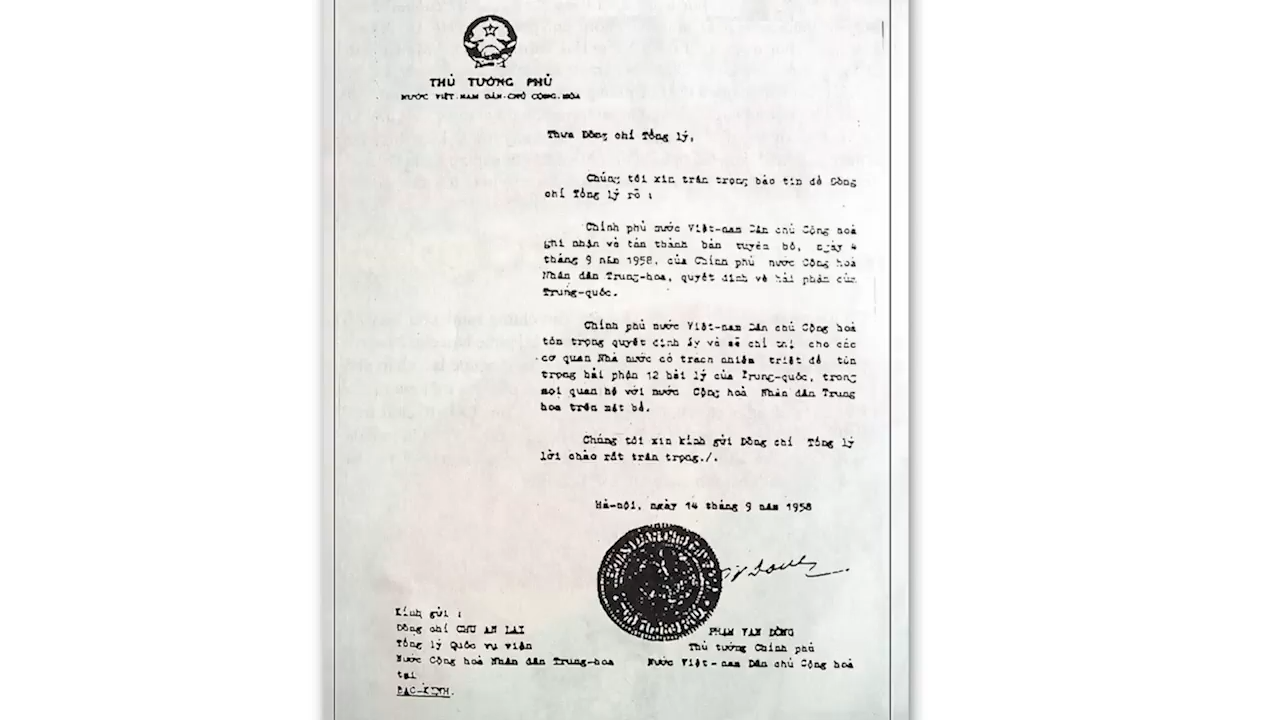 THỦ TƯỚNG PHỦ
NƯỚC VIỆT-NAM DÂN-CHỦ CỘNG-HÒA
Thưa Đồng chí Tổng lý,
Chúng tôi xin trân trọng báo tin để Đồng
chí Tổng lý rõ :
Chính phủ nước Việt-nam Dân chủ Cộng hoà
ghi nhận và tán thành bản tuyên bố, ngày 4
tháng 9 năm 1958, của Chính phủ nước Cộng hoà
Nhân dân Trung-hoa, quyết định về hải phận của
Trung-quốc.
Chính phủ nước Việt-nam Dân chủ Cộng hoà
tôn trọng quyết định ấy và sẽ chỉ thị cho các
cơ quan Nhà nước có trách nhiệm triệt để tôn
trọng hải phận 12 hải lý của Trung-quốc, trong
mọi quan hệ với nước Cộng hoà Nhân dân Trung
hoa trên mặt bể.
Chúng tôi xin kính gửi Đồng chí Tổng lý
lời chào rất trân trọng./.
Hà-nội, ngày 14 tháng 9 năm 1958
Kính gửi :
Đồng chí CHU AN LAI
Tổng lý Quốc vụ viện
Nước Cộng hoà Nhân dân Trung-hoa
tại
BẮC-KINH.
PHẠM VĂN ĐỒNG
Thủ tướng Chính phủ
Nước Việt-nam Dân chủ Cộng hoà